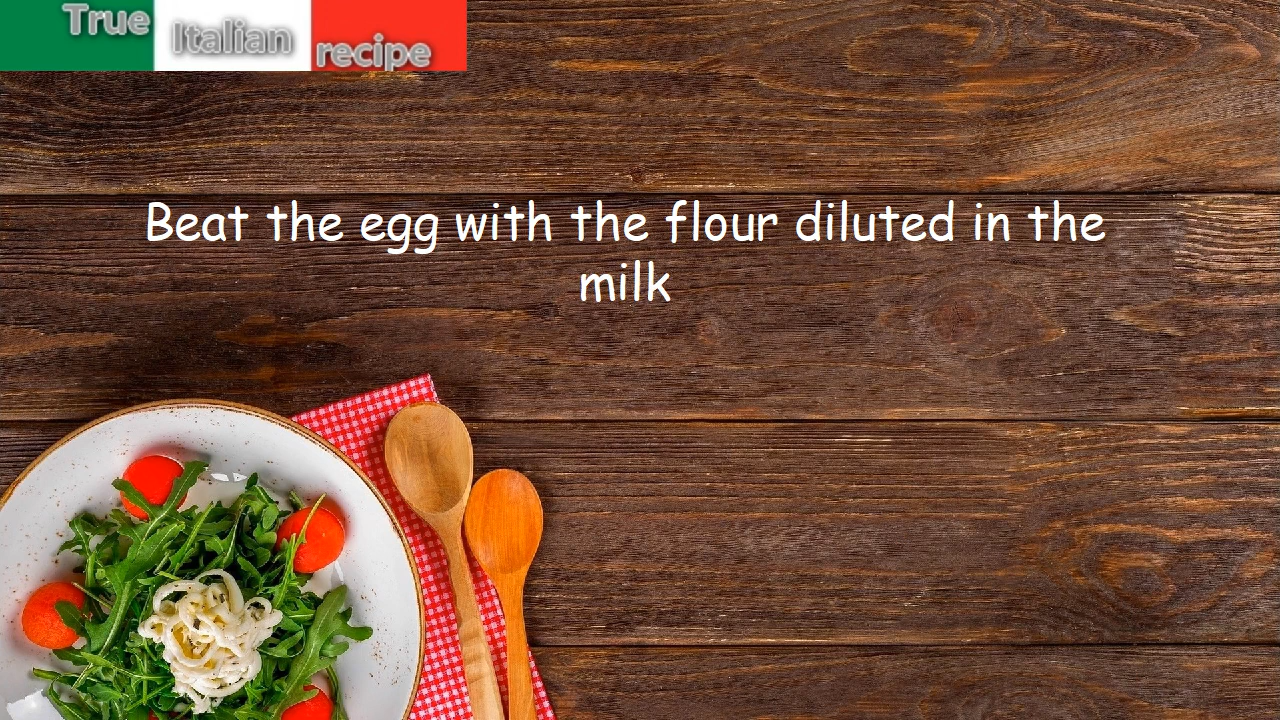 True Italian recipe
Beat the egg with the flour diluted in the
milk